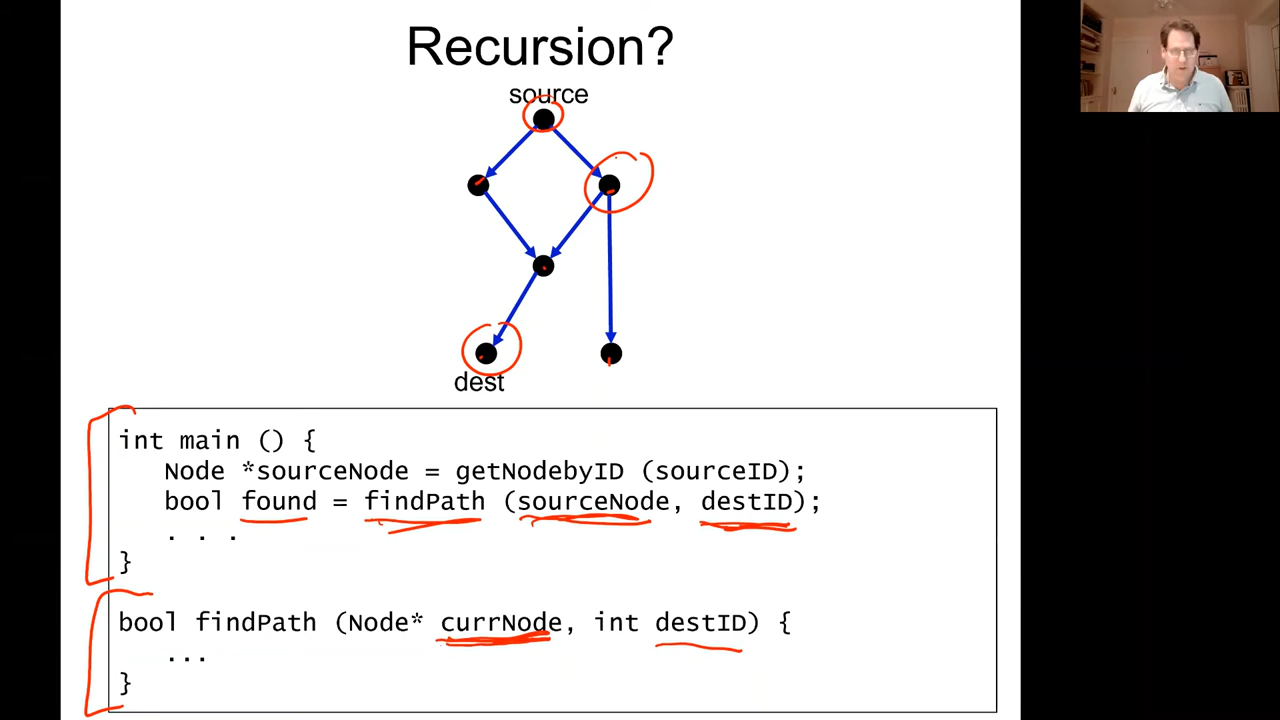 Recursion?
source
dest
int main () {
Node *sourceNode = getNodebyID (sourceID);
bool found = findPath (sourceNode, destID);
. . .
}
bool findPath (Node* currNode, int destID) {
...
}